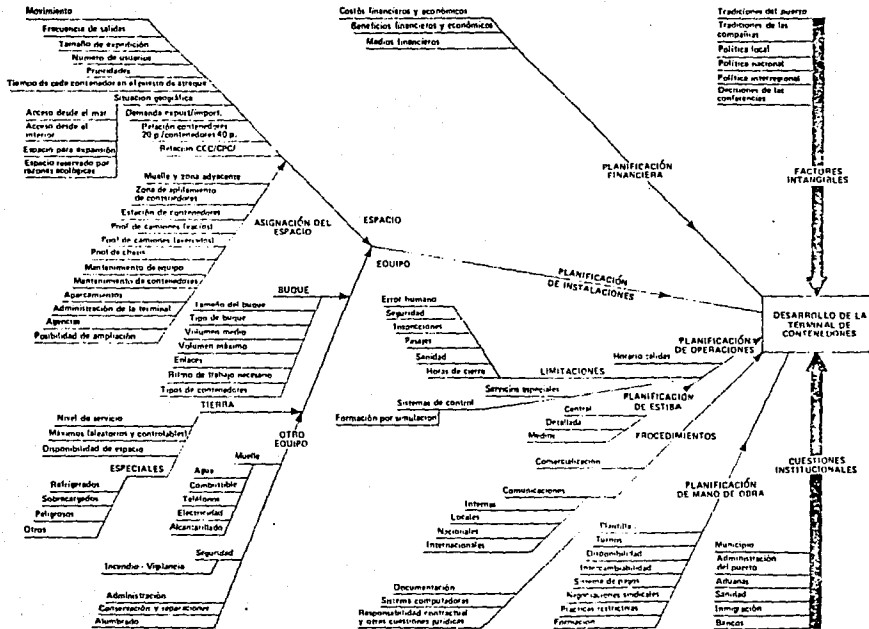 Movimiento
Frecuencia de salidas
Tamaño de expedición
Número de usuarios
Prioridades
Tiempo de cada contenedor en el puesto de atraque
Situación geográfica
Acceso desde el mar
Acceso desde el
interior
Espacio para expansión
Espacio reservado por
razones ecológicas
Demanda export/import.
Relación contenedores
20 p./contenedores 40 p.
Relación CCC/CPC/
Muelle y zona adyacente
Zona de apilamiento
de contenedores
Estación de contenedores
Pool de camiones (vacíos)
Pool de camiones
Pool de chasis
Mantenimiento de equipo
Mantenimiento de contenedores
Aparcamientos
Administración de la terminal
Agencias
Posibilidad de ampliación
ASIGNACIÓN DEL
ESPACIO
ESPACIO
EQUIPO
Costos financieros y económicos
Beneficios financieros y económicos
Medios financieros
PLANIFICACIÓN
FINANCIERA
Tradiciones del puerto
Tradiciones de las
compañías
Política local
Política nacional
Política interregional
Decisiones de las
conferencias
FACTORES
INTANGIBLES
PLANIFICACIÓN
DE INSTALACIONES
DESARROLLO DE LA
TERMINAL DE
CONTENEDORES
BUQUE
Tamaño del buque
Tipo de buque
Volumen medio
Volumen máximo
Enlaces
Ritmo de trabajo necesario
Tipos de contenedores
TIERRA
Nivel de servicio
Máximos (aleatorios y controlables)
Disponibilidad de espacio
ESPECIALES
Refrigerados
Sobrecargados
Peligrosos
Otros
OTRO
EQUIPO
Muelle
Agua
Combustible
Teléfono
Electricidad
Alcantarillado
Seguridad
Incendio - Vigilancia
Administración
Conservación y reparaciones
Alumbrado
Error humano
Seguridad
Inspecciones
Peajes
Sanidad
Horas de cierre
LIMITACIONES
Servicios especiales
Horario salidas
PLANIFICACIÓN
DE OPERACIONES
Sistemas de control
Formación por simulación
PLANIFICACIÓN
DE ESTIBA
Central
Detallada
Medios
PROCEDIMIENTOS
Comercialización
Comunicaciones
Internas
Locales
Nacionales
Internacionales
Documentación
Sistema computadores
Responsabilidad contractual
y otras cuestiones jurídicas
PLANIFICACIÓN
DE MANO DE OBRA
Plantilla
Turnos
Disponibilidad
Intercambiabilidad
Sistema de pagos
Negociaciones sindicales
Prácticas restrictivas
Formación
CUESTIONES
INSTITUCIONALES
Municipio
Administración
del puerto
Aduanas
Sanidad
Inmigración
Bancos